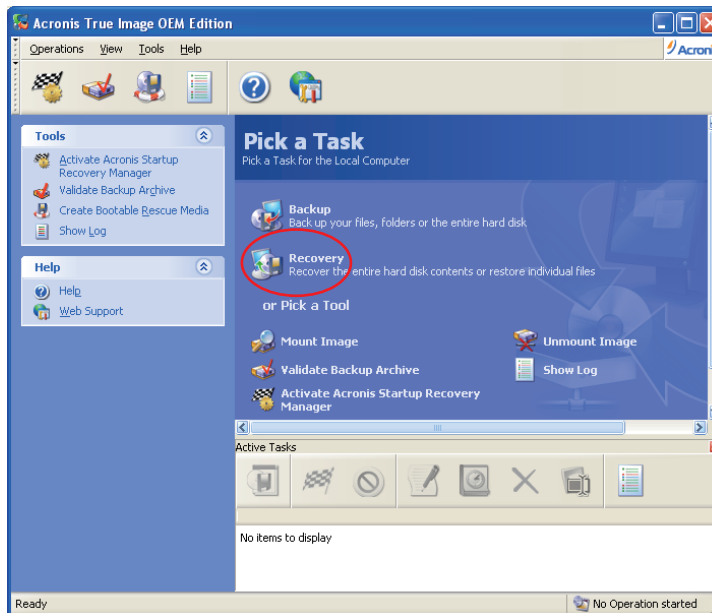 Acronis True Image OEM Edition
Operations View Tools Help
Acroni
Tools
Activate Acronis Startup
Recovery Manager
Validate Backup Archive
Create Bootable Rescue Media
Show Log
Help
Help
Web Support
Pick a Task
Pick a Task for the Local Computer
Backup
Back up your files, folders or the entire hard disk
Recovery
Recover the entire hard disk contents or restore individual files
or Pick a Tool
Mount Image
Unmount Image
Validate Backup Archive
Show Log
Activate Acronis Startup Recovery
Manager
Active Tasks
No items to display
Ready
No Operation started